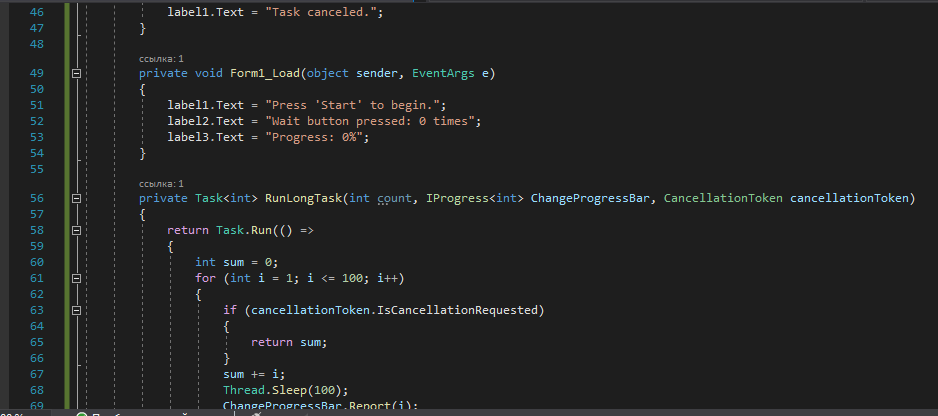 46 label1.Text = "Task canceled.";
47 }
48
ссылка: 1
49 private void Form1_Load(object sender, EventArgs e)
50 {
51 label1.Text = "Press 'Start' to begin.";
52 label2.Text = "Wait button pressed: 0 times";
53 label3.Text = "Progress: 0%";
54 }
55
ссылка: 1
56 private Task<int> RunLongTask(int count, IProgress<int> ChangeProgressBar, CancellationToken cancellationToken)
57 {
58 return Task.Run(() =>
59 {
60 int sum = 0;
61 for (int i = 1; i <= 100; i++)
62 {
63 if (cancellationToken.IsCancellationRequested)
64 {
65 return sum;
66 }
67 sum += i;
68 Thread.Sleep(100);
69 ChangeProgressBar.Report(i);